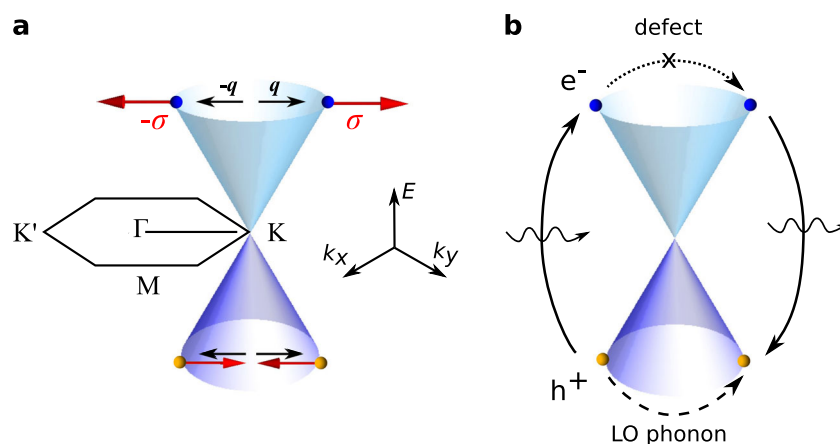 a
-q q
-σ σ
K' Γ K
M
E
kx ky
b
defect
x
e-
h+
LO phonon